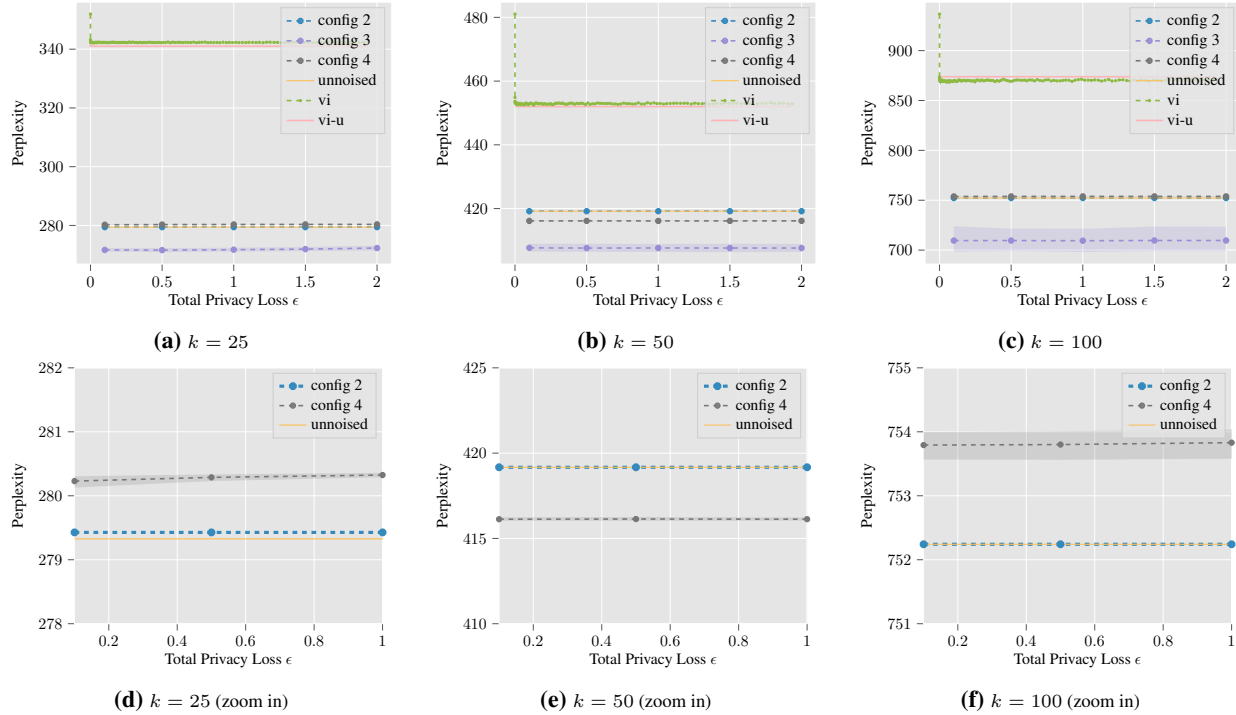 340
320
300
280
0
0.5
1
1.5
2
Perplexity
Total Privacy Loss ϵ
config 2
config 3
config 4
unnoised
vi
vi-u
(a) k = 25
480
460
440
420
0
0.5
1
1.5
2
Perplexity
Total Privacy Loss ϵ
config 2
config 3
config 4
unnoised
vi
vi-u
(b) k = 50
900
850
800
750
700
0
0.5
1
1.5
2
Perplexity
Total Privacy Loss ϵ
config 2
config 3
config 4
unnoised
vi
vi-u
(c) k = 100
282
281
280
279
278
0.2
0.4
0.6
0.8
1
Perplexity
Total Privacy Loss ϵ
config 2
config 4
unnoised
(d) k = 25 (zoom in)
425
420
415
410
0.2
0.4
0.6
0.8
1
Perplexity
Total Privacy Loss ϵ
config 2
config 4
unnoised
(e) k = 50 (zoom in)
755
754
753
752
751
0.2
0.4
0.6
0.8
1
Perplexity
Total Privacy Loss ϵ
config 2
config 4
unnoised
(f) k = 100 (zoom in)